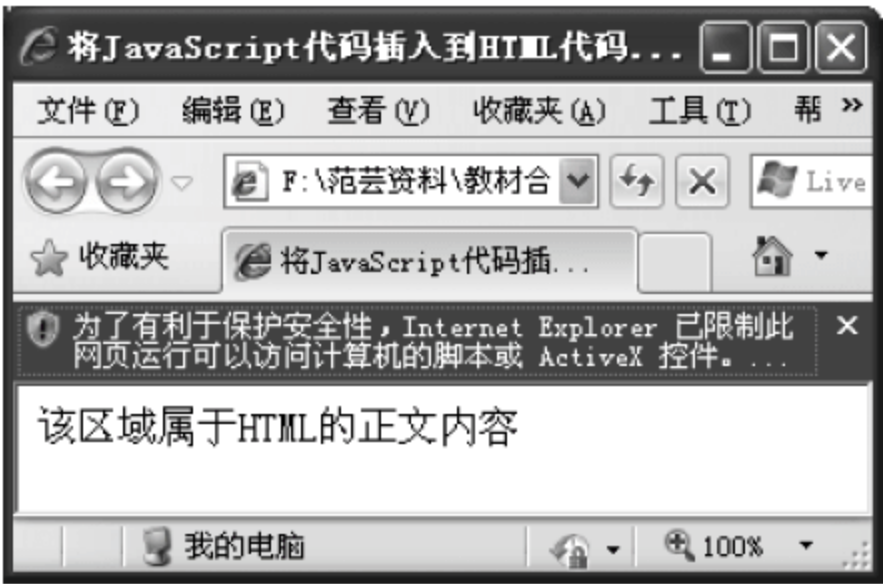 将JavaScript代码插入到HTML代码...
文件(F) 编辑(E) 查看(V) 收藏夹(A) 工具(T) 帮 »
F:\范芸资料\教材合 Live
收藏夹 将JavaScript代码插...
为了有利于保护安全性，Internet Explorer 已限制此
网页运行可以访问计算机的脚本或 ActiveX 控件。...
该区域属于HTML的正文内容
我的电脑 100%